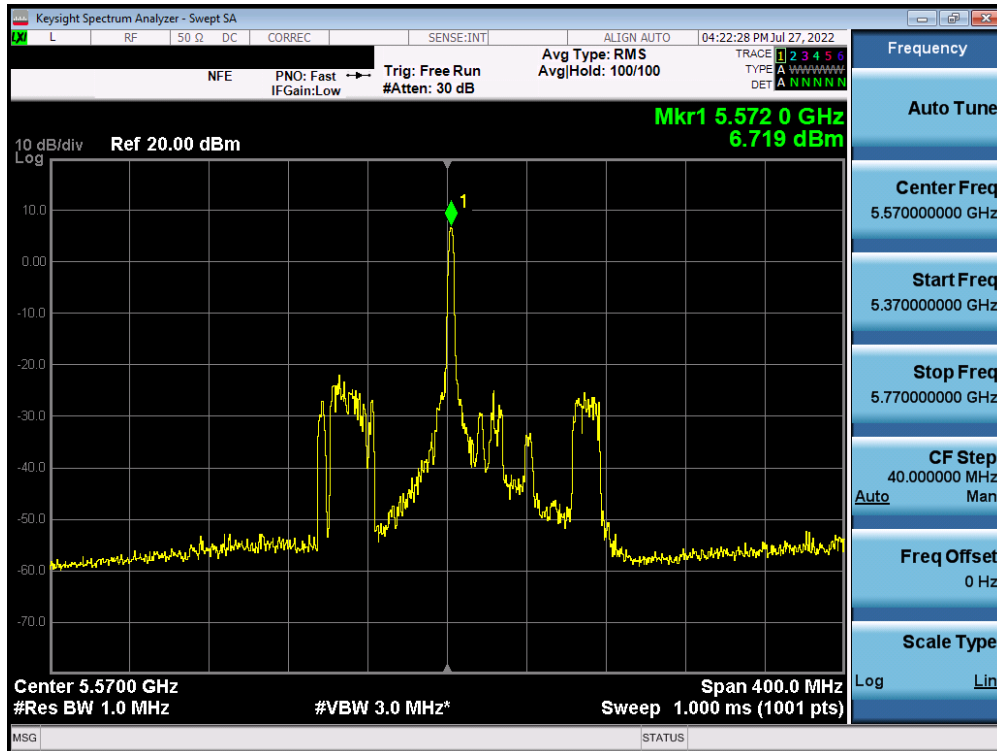 Keysight Spectrum Analyzer - Swept SA
LXI L RF 50 Ω DC CORREC SENSE:INT ALIGN AUTO 04:22:28 PM Jul 27, 2022
NFE PNO: Fast Trig: Free Run Avg Type: RMS TRACE 1 2 3 4 5 6
IFGain:Low #Atten: 30 dB Avg|Hold: 100/100 TYPE A WWWWW
DET A N N N N N
Mkr1 5.572 0 GHz
6.719 dBm
10 dB/div Ref 20.00 dBm
Log
1
10.0
0.00
-10.0
-20.0
-30.0
-40.0
-50.0
-60.0
-70.0
Center 5.5700 GHz Span 400.0 MHz
#Res BW 1.0 MHz #VBW 3.0 MHz* Sweep 1.000 ms (1001 pts)
MSG STATUS
Frequency
Auto Tune
Center Freq
5.570000000 GHz
Start Freq
5.370000000 GHz
Stop Freq
5.770000000 GHz
CF Step
40.000000 MHz
Auto Man
Freq Offset
0 Hz
Scale Type
Log Lin